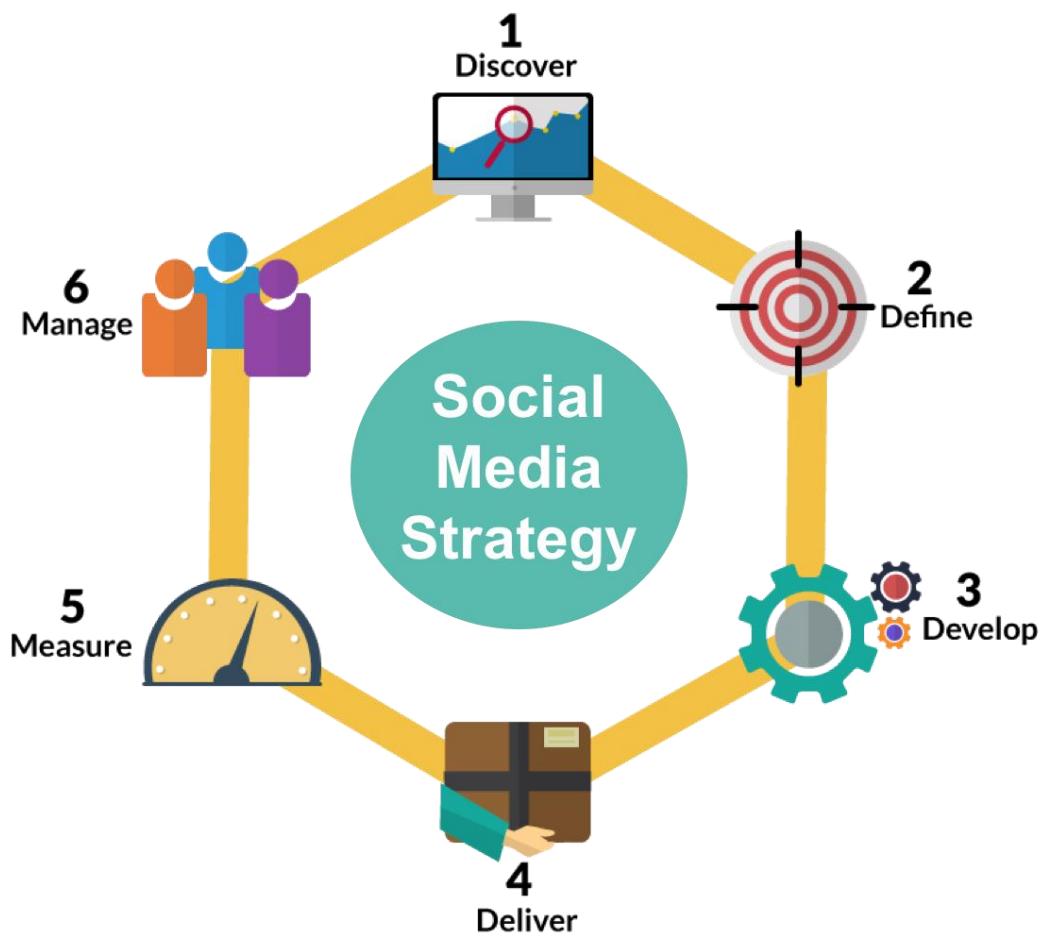 1
Discover
2
Define
3
Develop
4
Deliver
5
Measure
6
Manage
Social
Media
Strategy